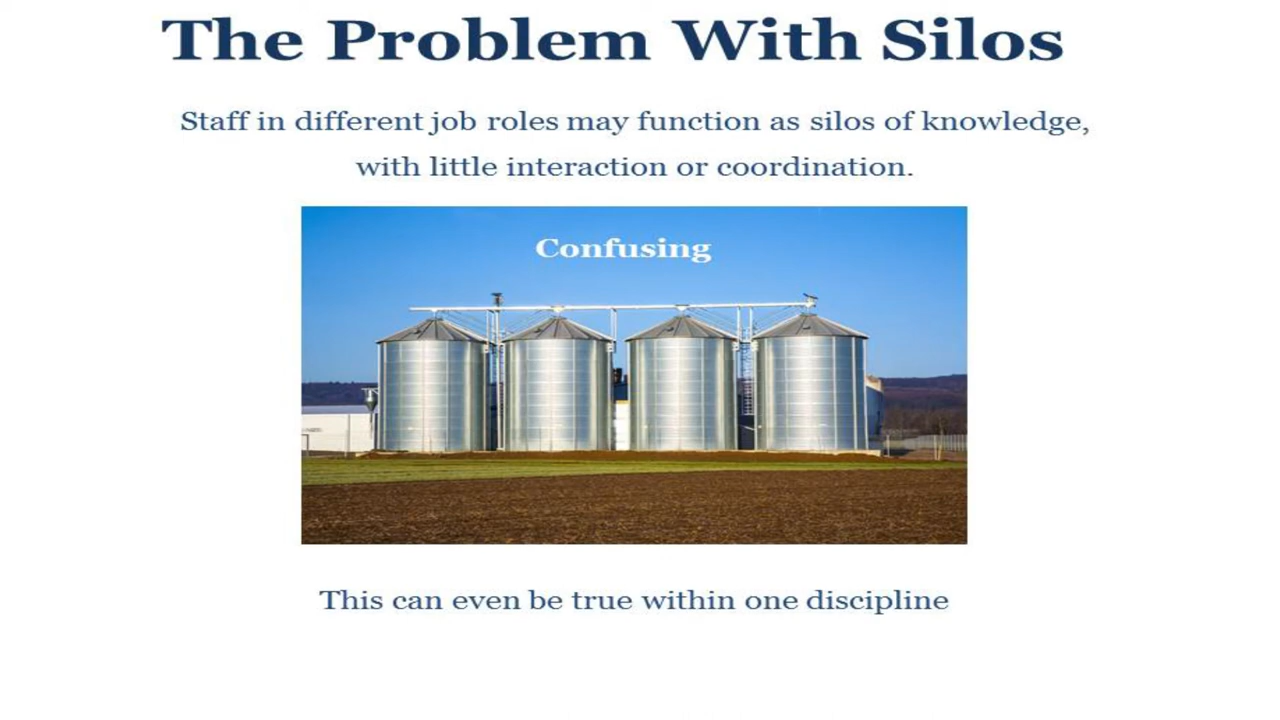 The Problem With Silos
Staff in different job roles may function as silos of knowledge,
with little interaction or coordination.
Confusing
This can even be true within one discipline